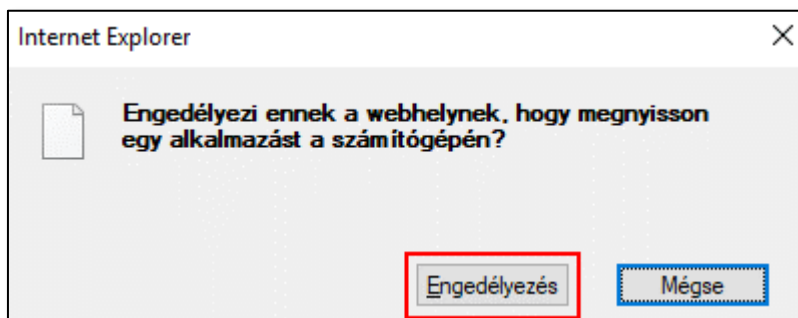 Internet Explorer
Engedélyezi ennek a webhelynek, hogy megnyisson
egy alkalmazást a számítógépén?
Engedélyezés
Mégse